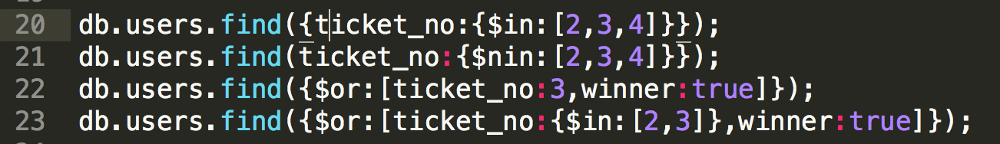 20 db.users.find({ticket_no:{$in:[2,3,4]}});
21 db.users.find(ticket_no:{$nin:[2,3,4]}});
22 db.users.find({$or:[ticket_no:3,winner:true]});
23 db.users.find({$or:[ticket_no:{$in:[2,3]},winner:true]});